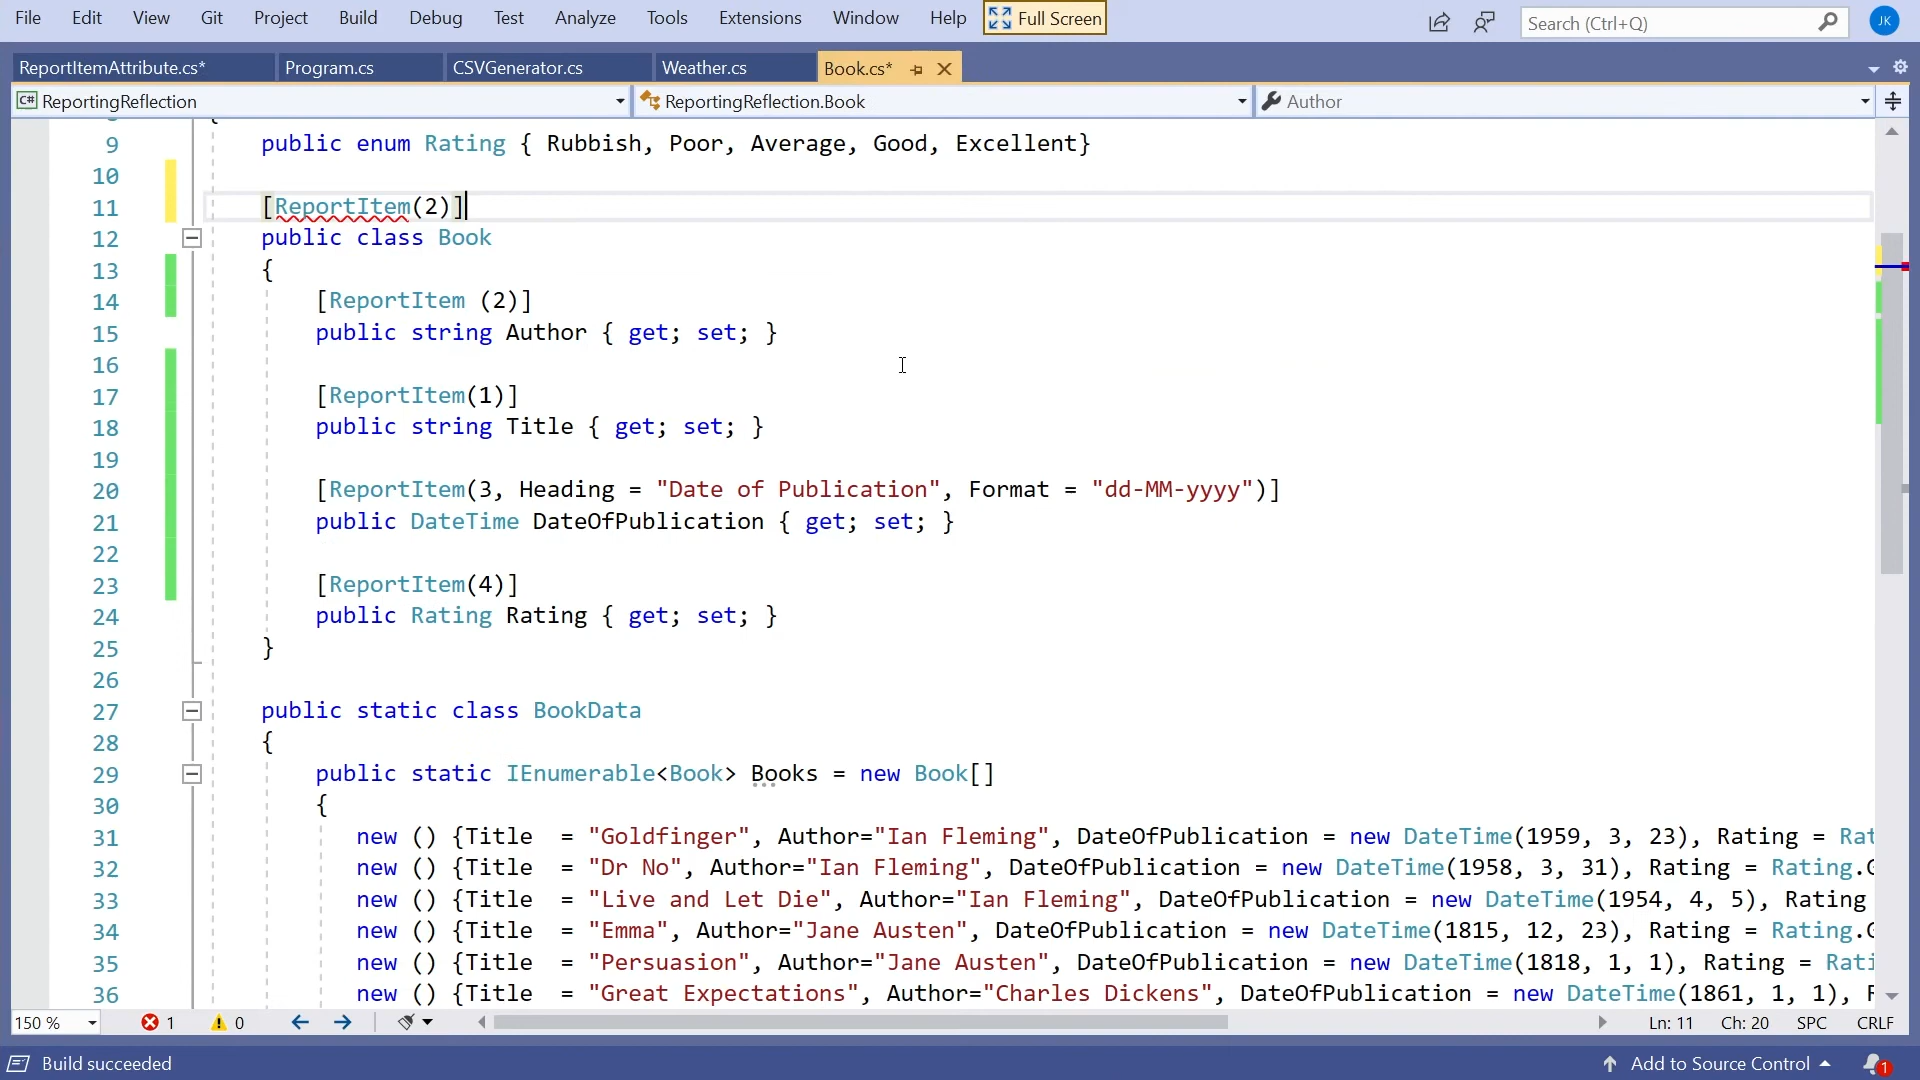 File Edit View Git Project Build Debug Test Analyze Tools Extensions Window Help Full Screen Search (Ctrl+Q) JK
ReportItemAttribute.cs* Program.cs CSVGenerator.cs Weather.cs Book.cs*
C# ReportingReflection ReportingReflection.Book Author
9 public enum Rating { Rubbish, Poor, Average, Good, Excellent}
10
11 [ReportItem(2)]
12 public class Book
13 {
14 [ReportItem (2)]
15 public string Author { get; set; }
16
17 [ReportItem(1)]
18 public string Title { get; set; }
19
20 [ReportItem(3, Heading = "Date of Publication", Format = "dd-MM-yyyy")]
21 public DateTime DateOfPublication { get; set; }
22
23 [ReportItem(4)]
24 public Rating Rating { get; set; }
25 }
26
27 public static class BookData
28 {
29 public static IEnumerable<Book> Books = new Book[]
30 {
31 new () {Title = "Goldfinger", Author="Ian Fleming", DateOfPublication = new DateTime(1959, 3, 23), Rating = Rat
32 new () {Title = "Dr No", Author="Ian Fleming", DateOfPublication = new DateTime(1958, 3, 31), Rating = Rating.G
33 new () {Title = "Live and Let Die", Author="Ian Fleming", DateOfPublication = new DateTime(1954, 4, 5), Rating
34 new () {Title = "Emma", Author="Jane Austen", DateOfPublication = new DateTime(1815, 12, 23), Rating = Rating.G
35 new () {Title = "Persuasion", Author="Jane Austen", DateOfPublication = new DateTime(1818, 1, 1), Rating = Rati
36 new () {Title = "Great Expectations", Author="Charles Dickens", DateOfPublication = new DateTime(1861, 1, 1), R
150 % 1 0 Ln: 11 Ch: 20 SPC CRLF
Build succeeded Add to Source Control 1